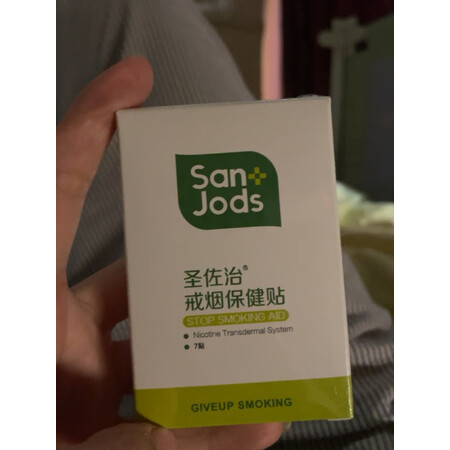 San+
Jods
圣佐治®
戒烟保健贴
STOP SMOKING AID
Nicotine Transdermal System
7贴
GIVEUP SMOKING